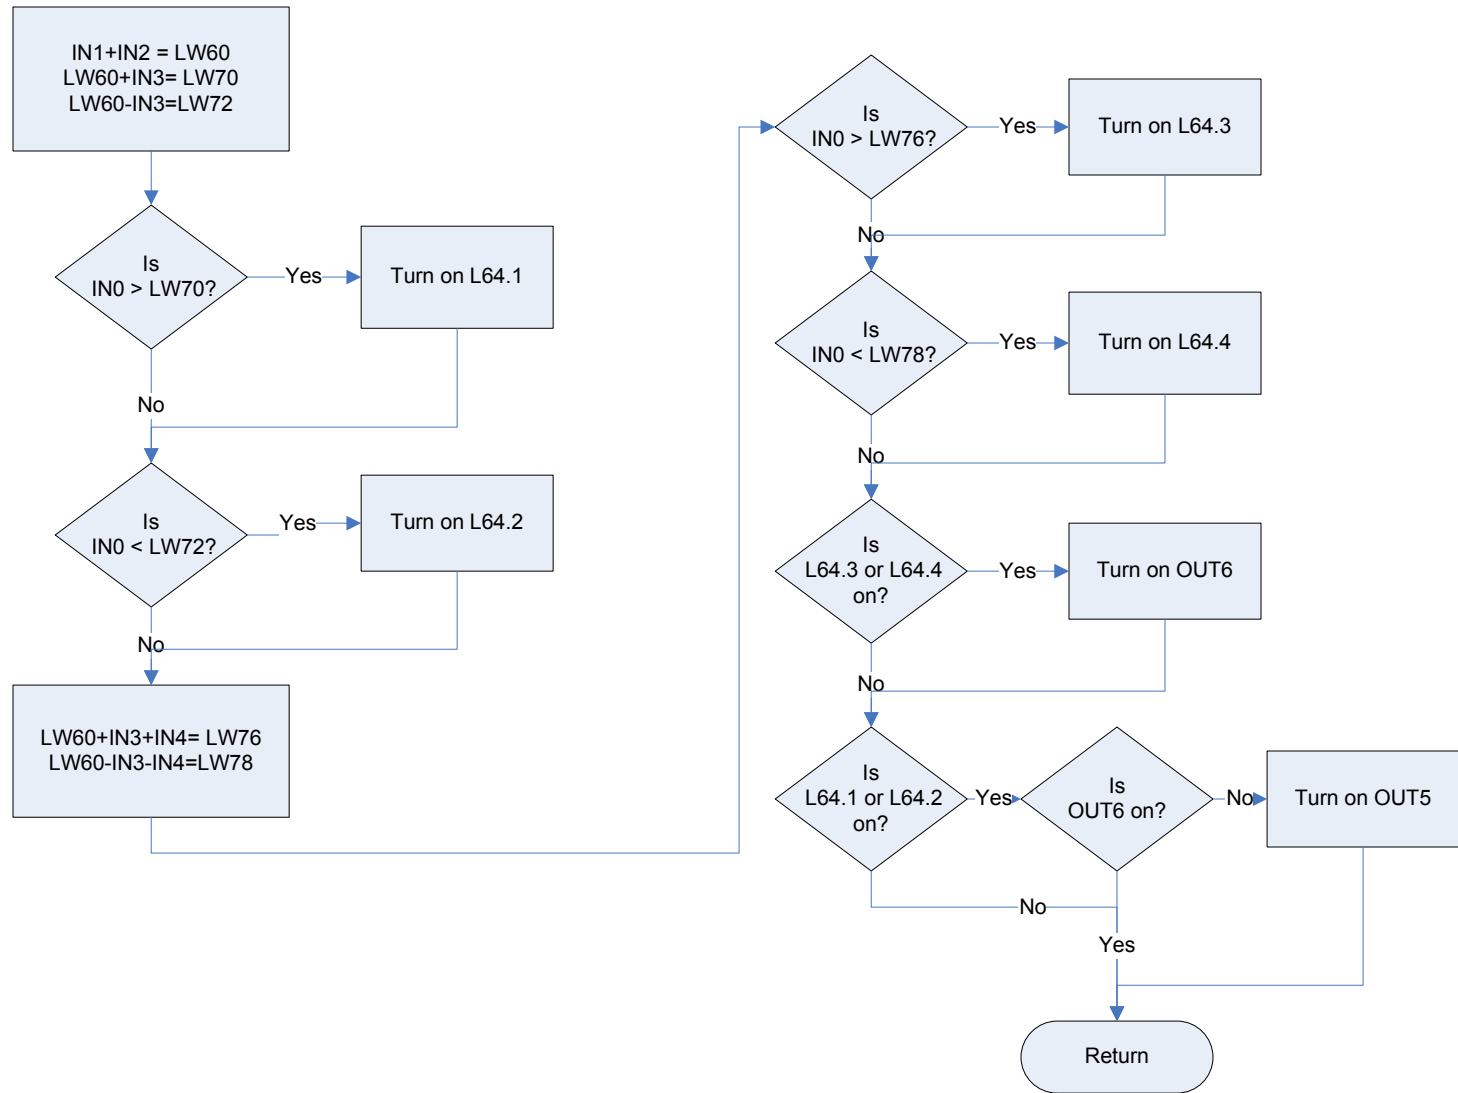 IN1+IN2 = LW60
LW60+IN3= LW70
LW60-IN3=LW72
Is
IN0 > LW70?
Yes
Turn on L64.1
No
Is
IN0 < LW72?
Yes
Turn on L64.2
No
LW60+IN3+IN4= LW76
LW60-IN3-IN4=LW78
Is
IN0 > LW76?
Yes
Turn on L64.3
No
Is
IN0 < LW78?
Yes
Turn on L64.4
No
Is
L64.3 or L64.4
on?
Yes
Turn on OUT6
No
Is
L64.1 or L64.2
on?
Yes
Is
OUT6 on?
No
Turn on OUT5
No
Yes
Return